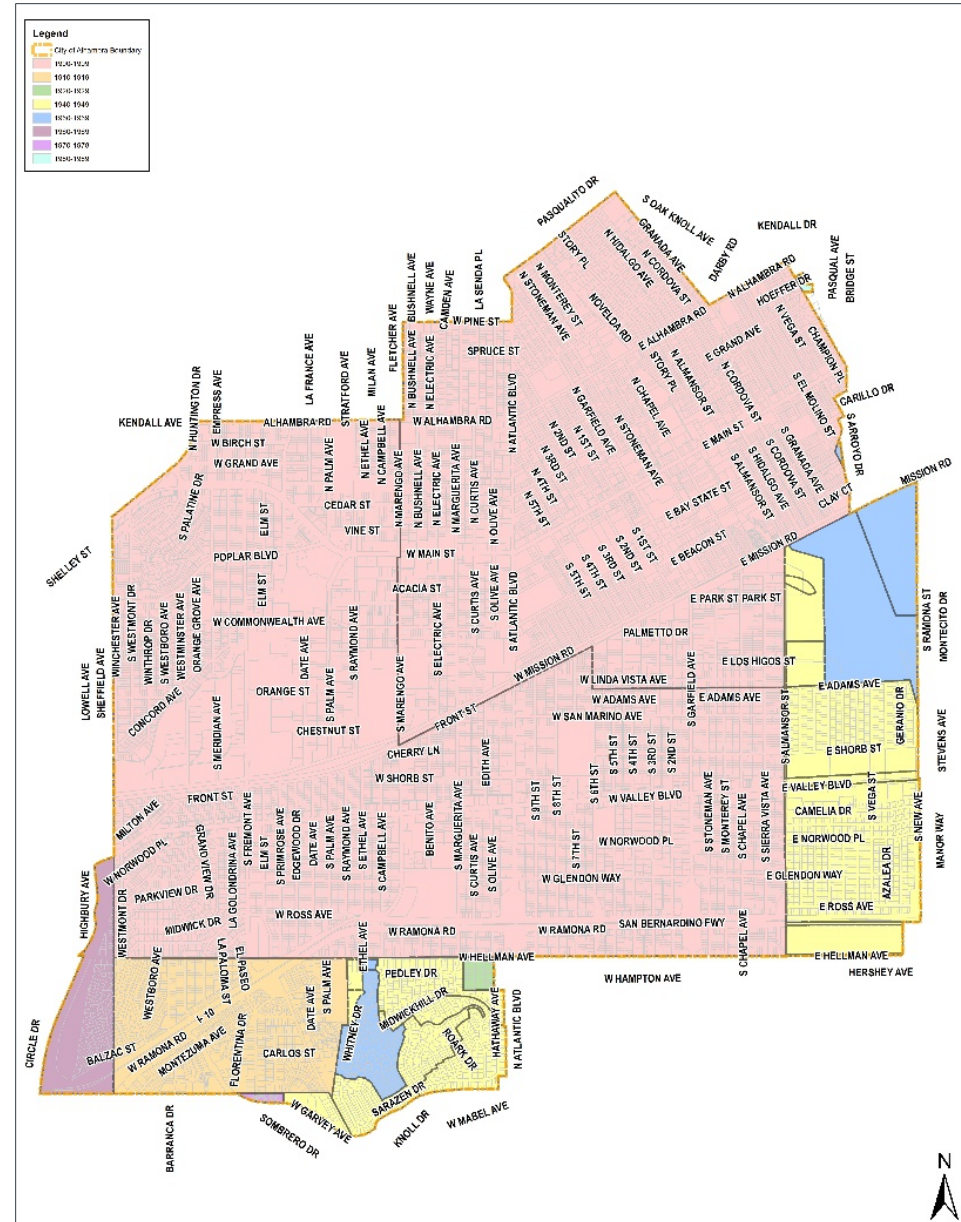 Legend
City of Alhambra Boundary
1900-1909
1910-1919
1920-1929
1940-1949
1950-1959
1970-1979
PASQUALITO DR
S OAK KNOLL AVE
KENDALL DR
GRANADA AVE
DARBY RD
STORY PL
N HIDALGO AVE
N CORDOVA ST
N ALHAMBRA RD
HOEFFER DR
PASQUAL AVE
BRIDGE ST
BUSHNELL AVE
WAYNE AVE
CAMDEN AVE
LA SENDA PL
N MONTEREY ST
N STONEMAN AVE
NOVELDA RD
E ALHAMBRA RD
N VEGA ST
CHAMPION PL
FLETCHER AVE
W PINE ST
E GRAND AVE
SPRUCE ST
STORY PL
N ALMANSOR ST
N CORDOVA ST
S EL MOLINO ST
CARILLO DR
LA FRANCE AVE
STRATFORD AVE
MILAN AVE
N BUSHNELL AVE
N ELECTRIC AVE
N ATLANTIC BLVD
N CHAPEL AVE
N HUNTINGTON DR
EMPRESS AVE
KENDALL AVE
ALHAMBRA RD
W ALHAMBRA RD
N GARFIELD AVE
N STONEMAN AVE
E MAIN ST
S GRANADA AVE
S ARROYO DR
W BIRCH ST
W GRAND AVE
N PALM AVE
N ETHEL AVE
N CAMPBELL AVE
N MARENGO AVE
N BUSHNELL AVE
N ELECTRIC AVE
N MARGUERITA AVE
N CURTIS AVE
N OLIVE AVE
N 1ST ST
N 2ND ST
N 3RD ST
N 4TH ST
N 5TH ST
S CORDOVA ST
S HIDALGO AVE
S ALMANSOR ST
CLAY CT
MISSION RD
S PALATINE DR
ELM ST
CEDAR ST
VINE ST
E BAY STATE ST
E BEACON ST
E MISSION RD
SHELLEY ST
POPLAR BLVD
W MAIN ST
S 1ST ST
S 2ND ST
S 3RD ST
S 4TH ST
S 5TH ST
ELM ST
ACACIA ST
S CURTIS AVE
S OLIVE AVE
S ATLANTIC BLVD
E PARK ST PARK ST
WINCHESTER AVE
S WESTMONT DR
WINTHROP DR
S WESTBORO AVE
WESTMINSTER AVE
ORANGE GROVE AVE
W COMMONWEALTH AVE
S RAYMOND AVE
S ELECTRIC AVE
PALMETTO DR
S RAMONA ST
MONTECITO DR
LOWELL AVE
SHEFFIELD AVE
DATE AVE
S PALM AVE
S MARENGO AVE
W MISSION RD
E LOS HIGOS ST
CONCORD AVE
ORANGE ST
W LINDA VISTA AVE
W ADAMS AVE
E ADAMS AVE
E ADAMS AVE
S GARFIELD AVE
S MERIDIAN AVE
CHESTNUT ST
FRONT ST
W SAN MARINO AVE
S ALMANSOR ST
GERANIO DR
STEVENS AVE
CHERRY LN
EDITH AVE
S 5TH ST
S 4TH ST
S 3RD ST
S 2ND ST
E SHORB ST
W SHORB ST
S 9TH ST
S 8TH ST
S 6TH ST
W VALLEY BLVD
E VALLEY BLVD
S VEGA ST
MILTON AVE
FRONT ST
CAMELIA DR
S NEW AVE
MANOR WAY
W NORWOOD PL
GRAND VIEW DR
LA GOLONDRINA AVE
S FREMONT AVE
ELM ST
S PRIMROSE AVE
EDGEWOOD DR
DATE AVE
S PALM AVE
S RAYMOND AVE
S ETHEL AVE
S CAMPBELL AVE
BENITO AVE
S MARGUERITA AVE
S CURTIS AVE
S OLIVE AVE
S 7TH ST
W NORWOOD PL
S STONEMAN AVE
S MONTEREY ST
S CHAPEL AVE
S SIERRA VISTA AVE
E NORWOOD PL
W GLENDON WAY
E GLENDON WAY
AZALEA DR
HIGHBURY AVE
WESTMONT DR
PARKVIEW DR
MIDWICK DR
W ROSS AVE
E ROSS AVE
W RAMONA RD
W RAMONA RD
SAN BERNARDINO FWY
S CHAPEL AVE
EL PASEO
LA PALOMA ST
ETHEL AVE
W HELLMAN AVE
E HELLMAN AVE
HERSHEY AVE
W HAMPTON AVE
WESTBORO AVE
PEDLEY DR
S PALM AVE
DATE AVE
MIDWICKHILL DR
HATHAWAY AVE
N ATLANTIC BLVD
I- 10
W RAMONA RD
MONTEZUMA AVE
FLORENTINA DR
WHITNEY DR
ROARK DR
CIRCLE DR
BALZAC ST
CARLOS ST
SARAZEN DR
W GARVEY AVE
SOMBRERO DR
KNOLL DR
W MABEL AVE
BARRANCA DR
N